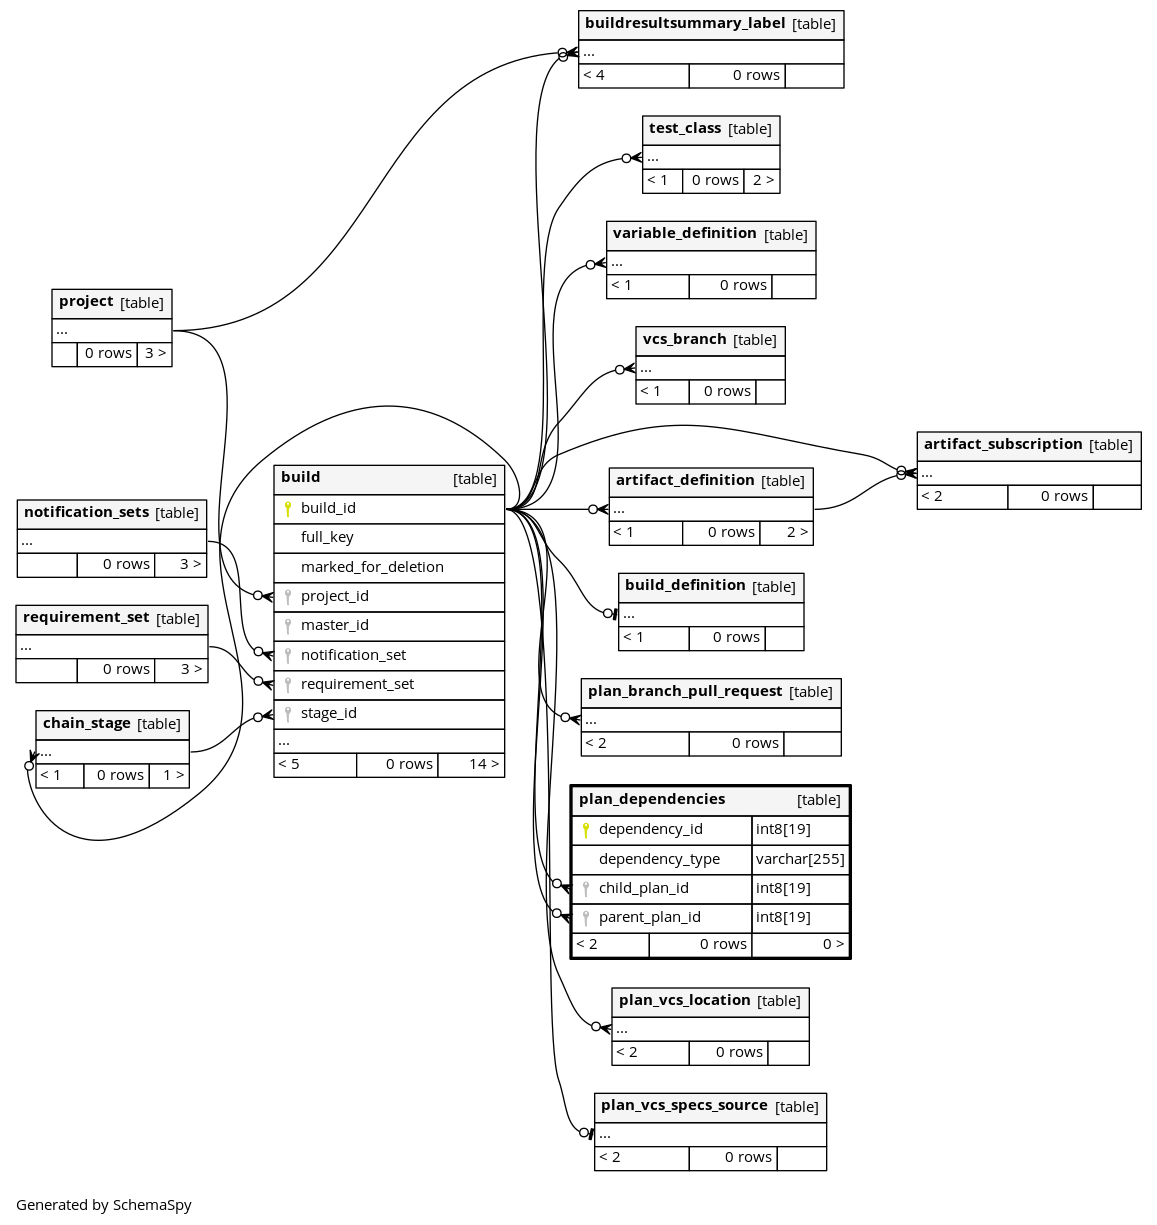 buildresultsummary_label [table]
...
< 4 0 rows
test_class [table]
...
< 1 0 rows 2 >
variable_definition [table]
...
< 1 0 rows
project [table]
...
0 rows 3 >
vcs_branch [table]
...
< 1 0 rows
artifact_subscription [table]
...
< 2 0 rows
build [table]
build_id
full_key
marked_for_deletion
project_id
master_id
notification_set
requirement_set
stage_id
...
< 5 0 rows 14 >
artifact_definition [table]
...
< 1 0 rows 2 >
notification_sets [table]
...
0 rows 3 >
build_definition [table]
...
< 1 0 rows
requirement_set [table]
...
0 rows 3 >
plan_branch_pull_request [table]
...
< 2 0 rows
chain_stage [table]
...
< 1 0 rows 1 >
plan_dependencies [table]
dependency_id int8[19]
dependency_type varchar[255]
child_plan_id int8[19]
parent_plan_id int8[19]
< 2 0 rows 0 >
plan_vcs_location [table]
...
< 2 0 rows
plan_vcs_specs_source [table]
...
< 2 0 rows
Generated by SchemaSpy